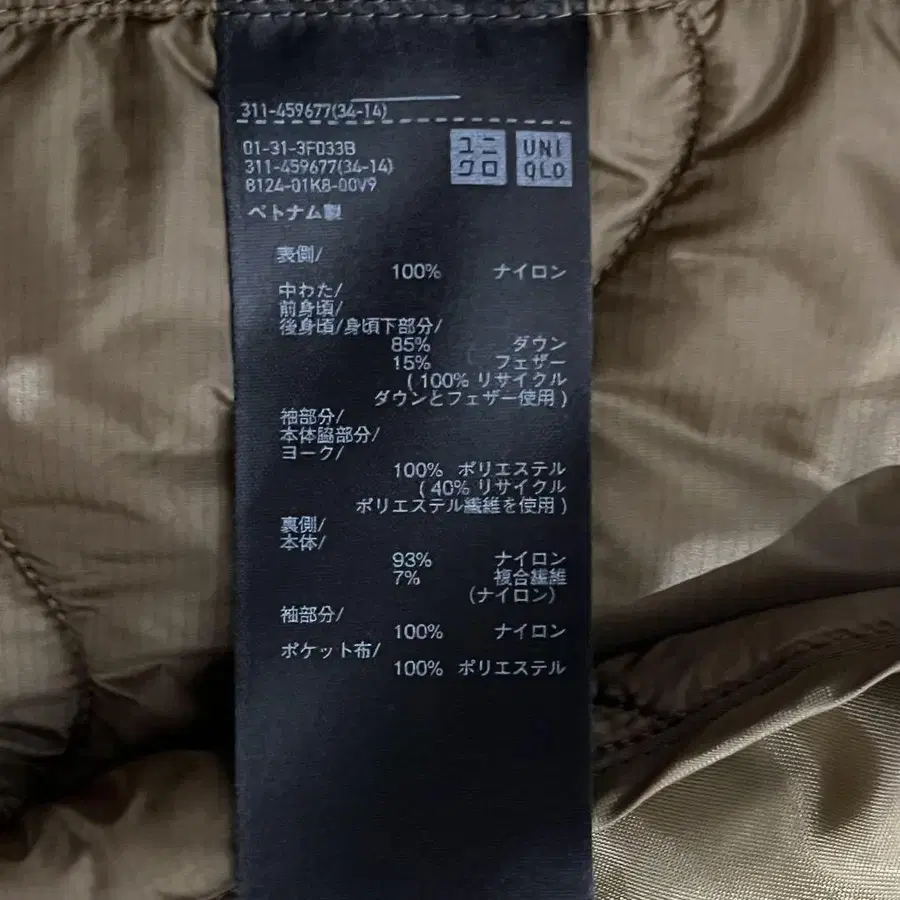 311-459677(34-14)
01-31-3F033B
311-459677(34-14)
8124-01K8-00V9
ユニクロ
UNIQLO
ベトナム製
表側/
100% ナイロン
中わた/
前身頃/
後身頃/身頃下部分/
85% ダウン
15% フェザー
(100% リサイクル
ダウンとフェザー使用)
袖部分/
本体脇部分/
ヨーク/
100% ポリエステル
(40% リサイクル
ポリエステル繊維を使用)
裏側/
本体/
93% ナイロン
7% 複合繊維
(ナイロン)
袖部分/
100% ナイロン
ポケット布/
100% ポリエステル